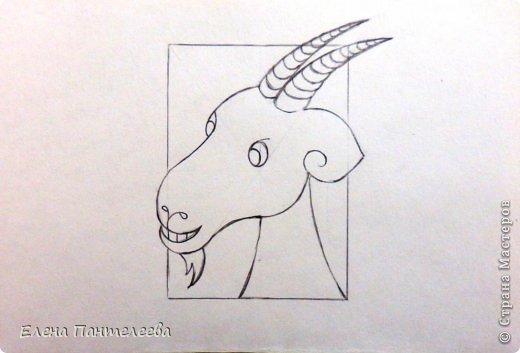 Елена Пантелеева
© Страна Мастеров